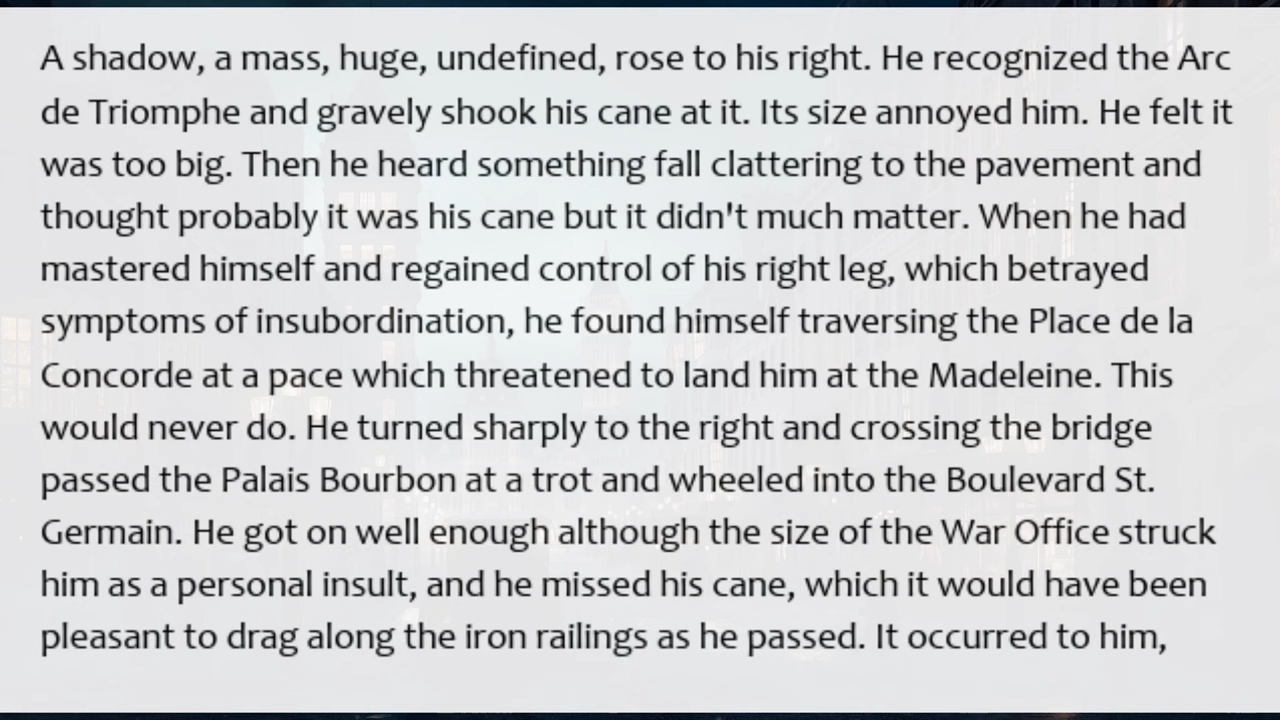 A shadow, a mass, huge, undefined, rose to his right. He recognized the Arc
de Triomphe and gravely shook his cane at it. Its size annoyed him. He felt it
was too big. Then he heard something fall clattering to the pavement and
thought probably it was his cane but it didn't much matter. When he had
mastered himself and regained control of his right leg, which betrayed
symptoms of insubordination, he found himself traversing the Place de la
Concorde at a pace which threatened to land him at the Madeleine. This
would never do. He turned sharply to the right and crossing the bridge
passed the Palais Bourbon at a trot and wheeled into the Boulevard St.
Germain. He got on well enough although the size of the War Office struck
him as a personal insult, and he missed his cane, which it would have been
pleasant to drag along the iron railings as he passed. It occurred to him,